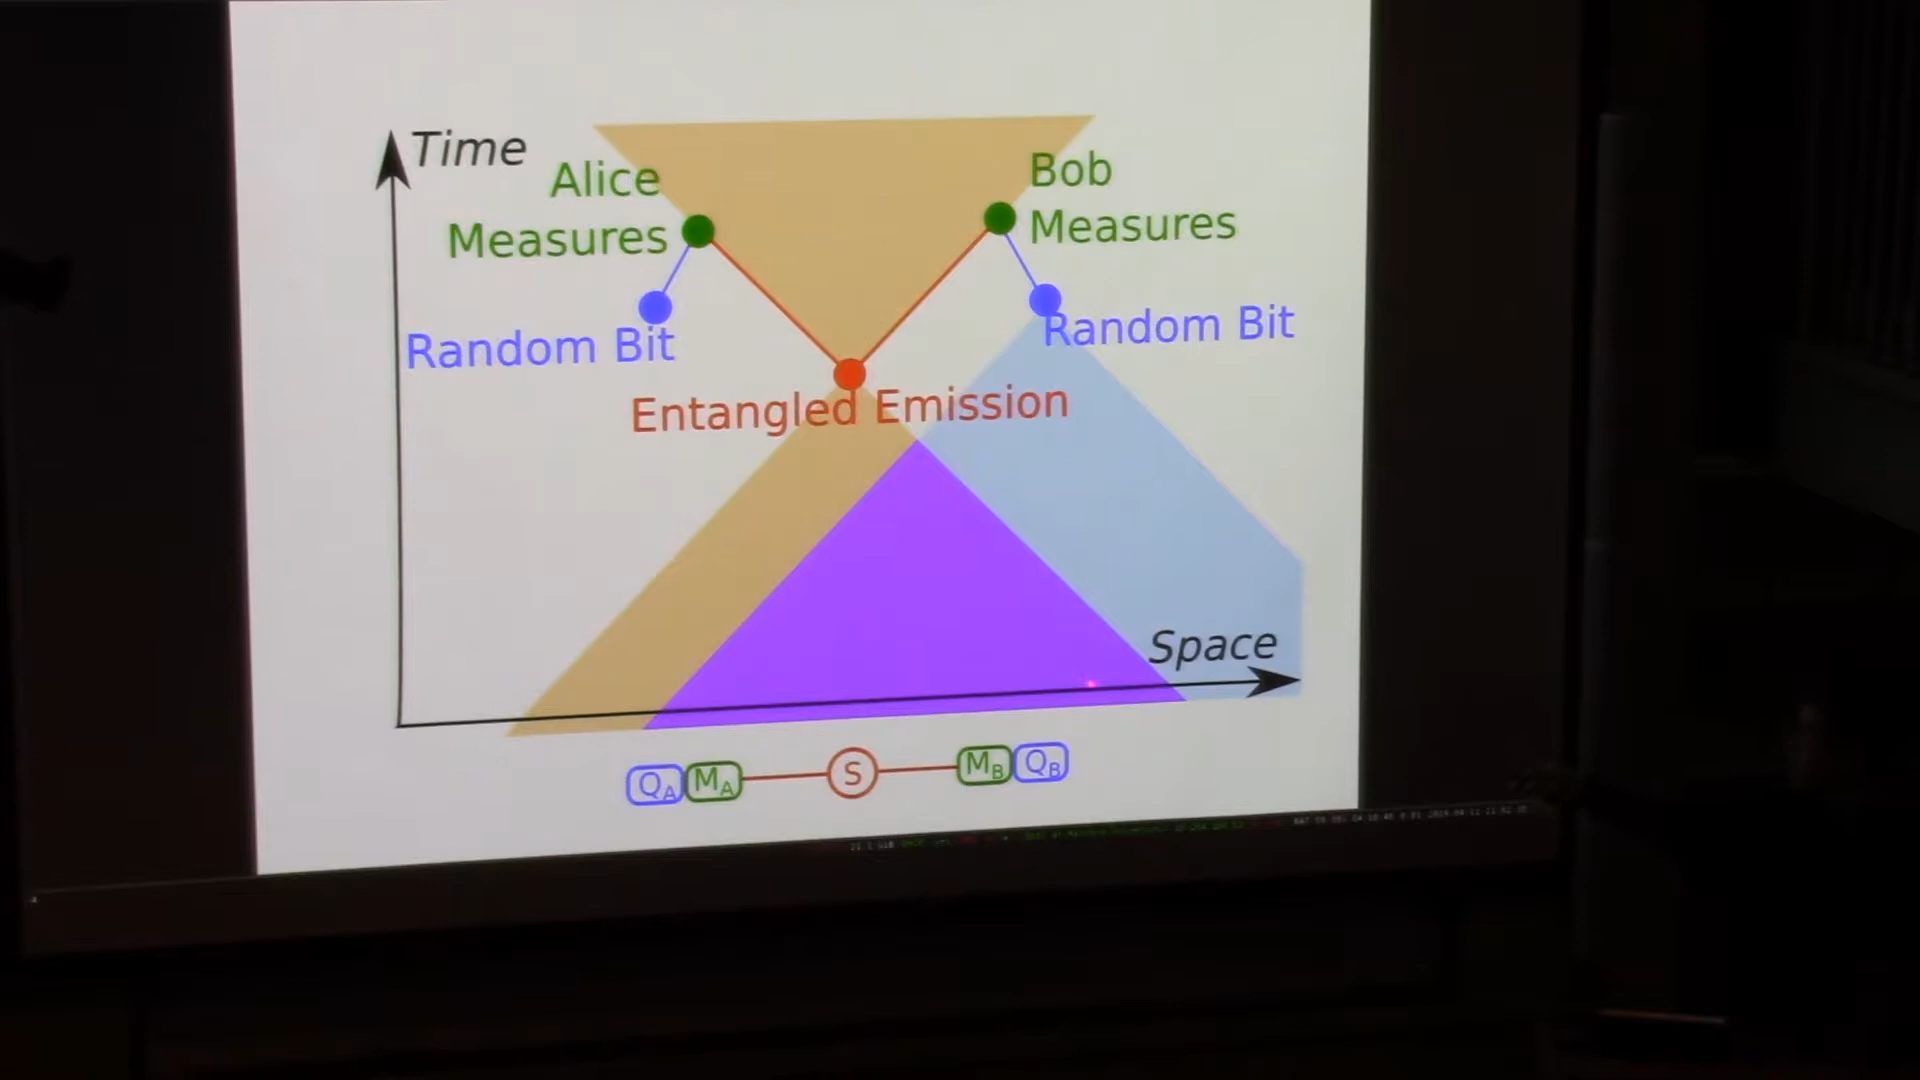 Time
Alice
Measures
Bob
Measures
Random Bit
Random Bit
Entangled Emission
Space
QA MA S MB QB